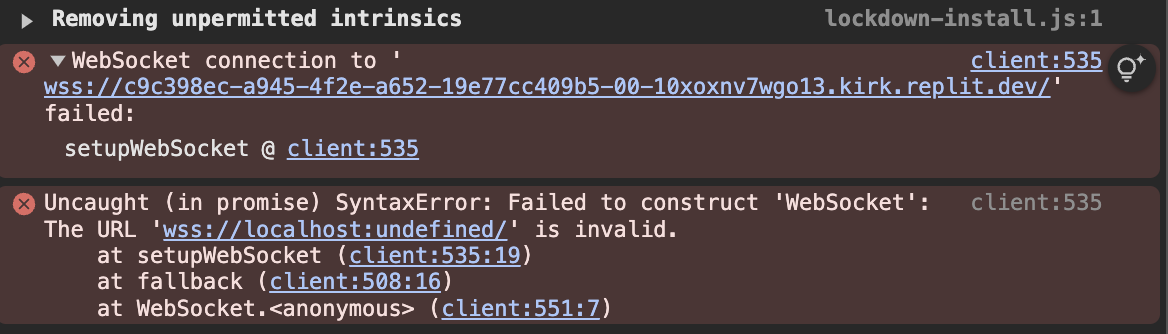 ▶ Removing unpermitted intrinsics lockdown-install.js:1
▼WebSocket connection to ' client:535
wss://c9c398ec-a945-4f2e-a652-19e77cc409b5-00-10xoxnv7wgo13.kirk.replit.dev/'
failed:
setupWebSocket @ client:535
Uncaught (in promise) SyntaxError: Failed to construct 'WebSocket': client:535
The URL 'wss://localhost:undefined/' is invalid.
at setupWebSocket (client:535:19)
at fallback (client:508:16)
at WebSocket.<anonymous> (client:551:7)